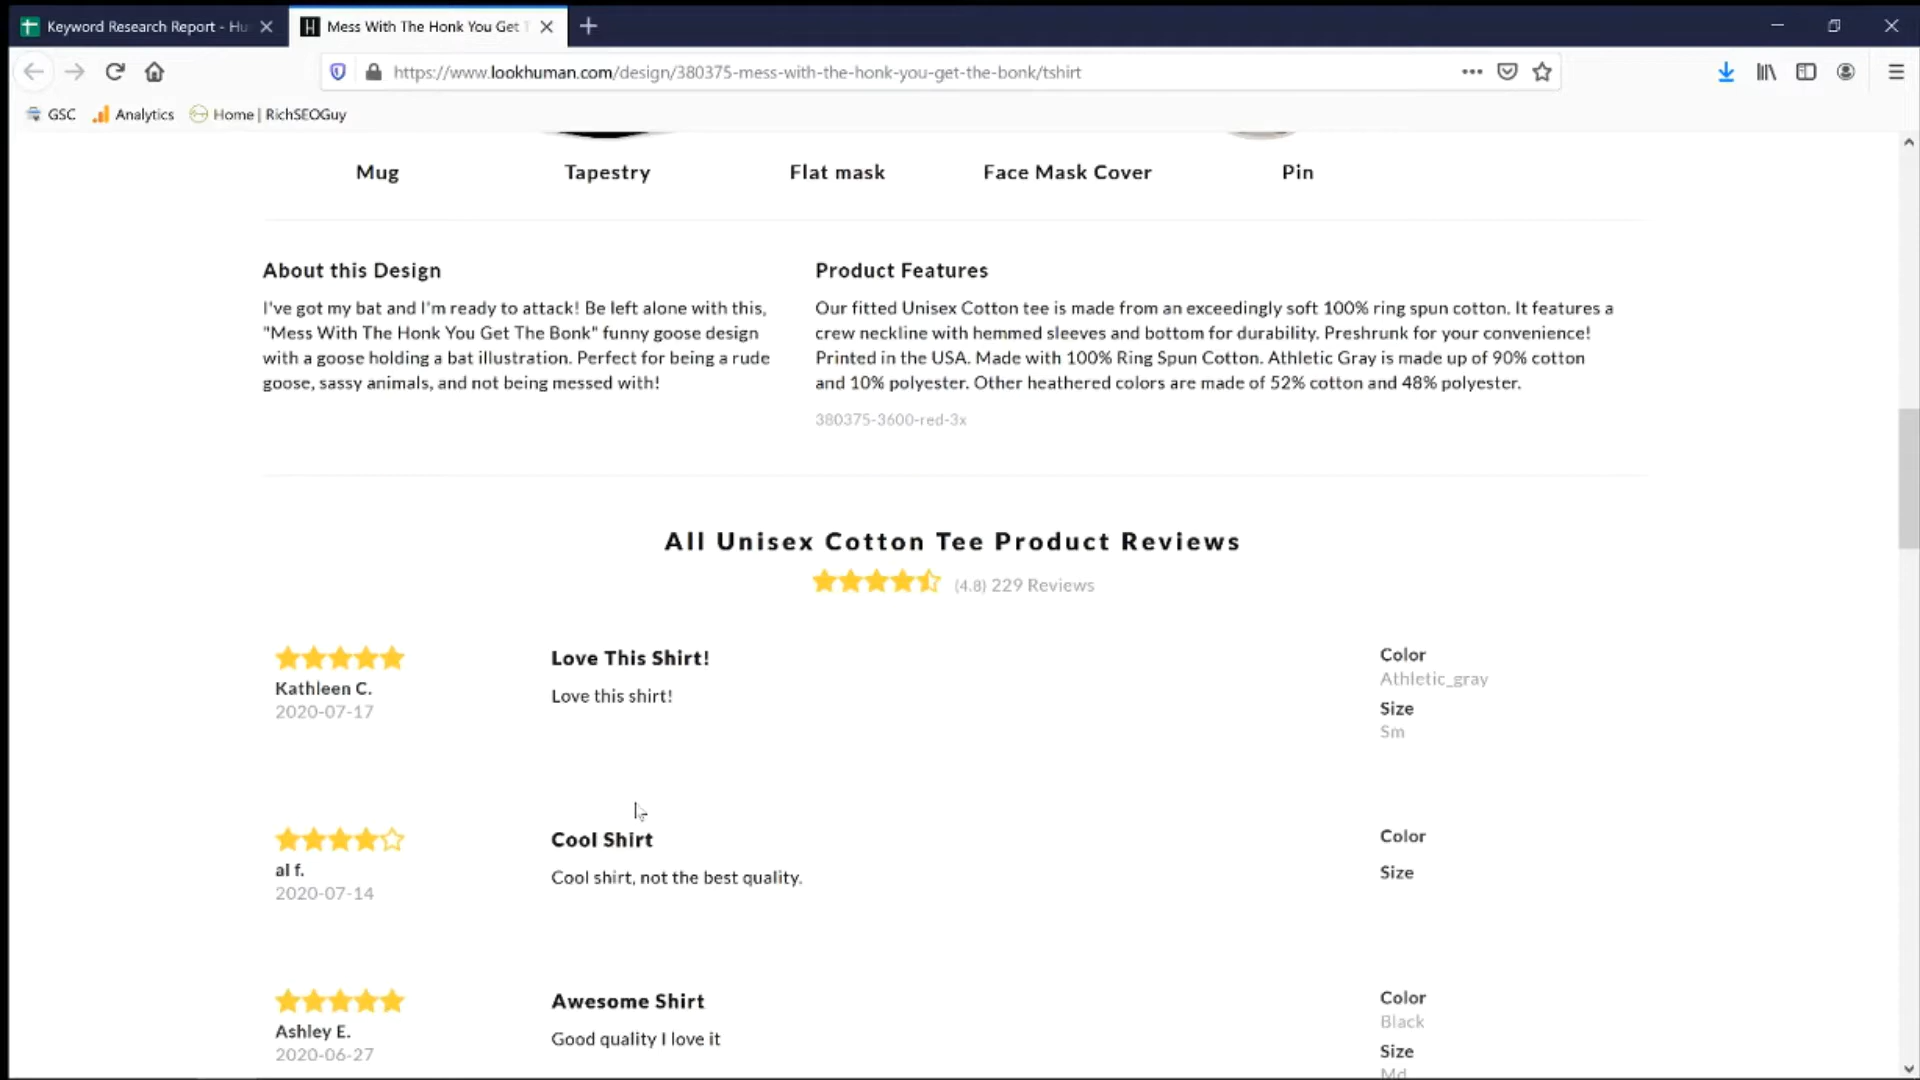 Keyword Research Report - Hu
Mess With The Honk You Get T
https://www.lookhuman.com/design/380375-mess-with-the-honk-you-get-the-bonk/tshirt
GSC
Analytics
Home | RichSEOGuy
Mug
Tapestry
Flat mask
Face Mask Cover
Pin
About this Design
I've got my bat and I'm ready to attack! Be left alone with this,
"Mess With The Honk You Get The Bonk" funny goose design
with a goose holding a bat illustration. Perfect for being a rude
goose, sassy animals, and not being messed with!
Product Features
Our fitted Unisex Cotton tee is made from an exceedingly soft 100% ring spun cotton. It features a
crew neckline with hemmed sleeves and bottom for durability. Preshrunk for your convenience!
Printed in the USA. Made with 100% Ring Spun Cotton. Athletic Gray is made up of 90% cotton
and 10% polyester. Other heathered colors are made of 52% cotton and 48% polyester.
380375-3600-red-3x
All Unisex Cotton Tee Product Reviews
(4.8) 229 Reviews
Kathleen C.
2020-07-17
Love This Shirt!
Love this shirt!
Color
Athletic_gray
Size
Sm
al f.
2020-07-14
Cool Shirt
Cool shirt, not the best quality.
Color
Size
Ashley E.
2020-06-27
Awesome Shirt
Good quality I love it
Color
Black
Size
Md